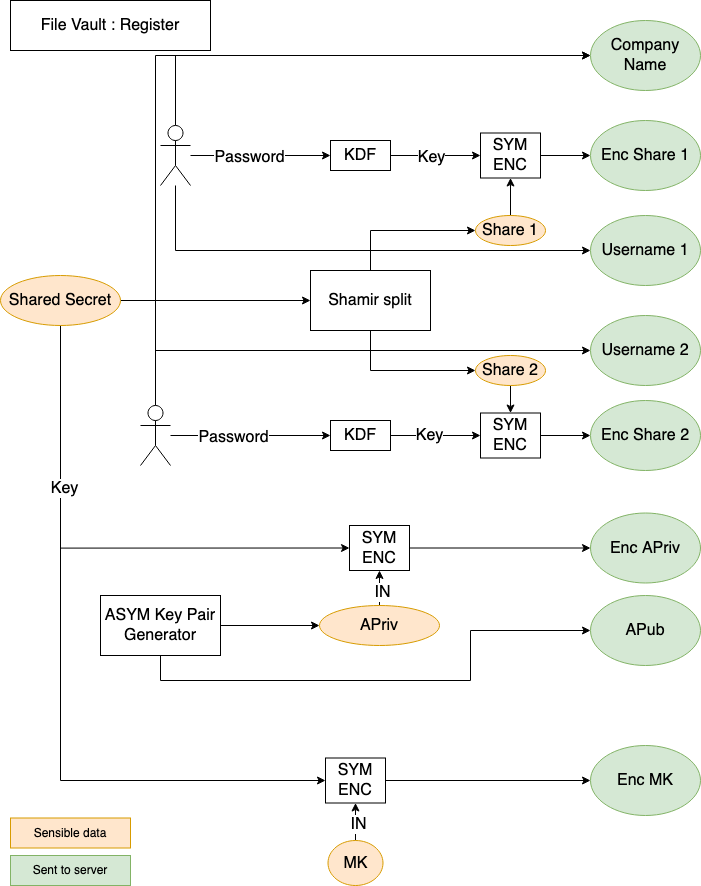 File Vault : Register
Company
Name
Password
KDF
Key
SYM
ENC
Enc Share 1
Share 1
Username 1
Shared Secret
Shamir split
Username 2
Share 2
Password
KDF
Key
SYM
ENC
Enc Share 2
Key
SYM
ENC
Enc APriv
IN
ASYM Key Pair
Generator
APriv
APub
SYM
ENC
Enc MK
IN
MK
Sensible data
Sent to server